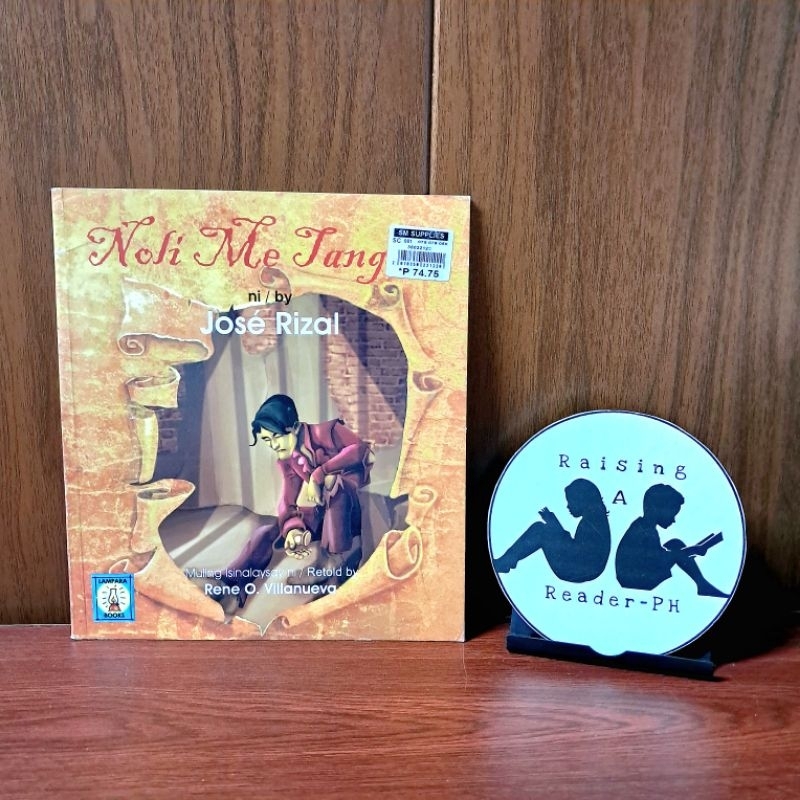 Noli Me Tang
ni / by
José Rizal
SM SUPPLIES
*P 74.75
Muling Isinalaysay ni / Retold by
Rene O. Villanueva
LAMPARA
BOOKS
Raising
A
Reader-PH